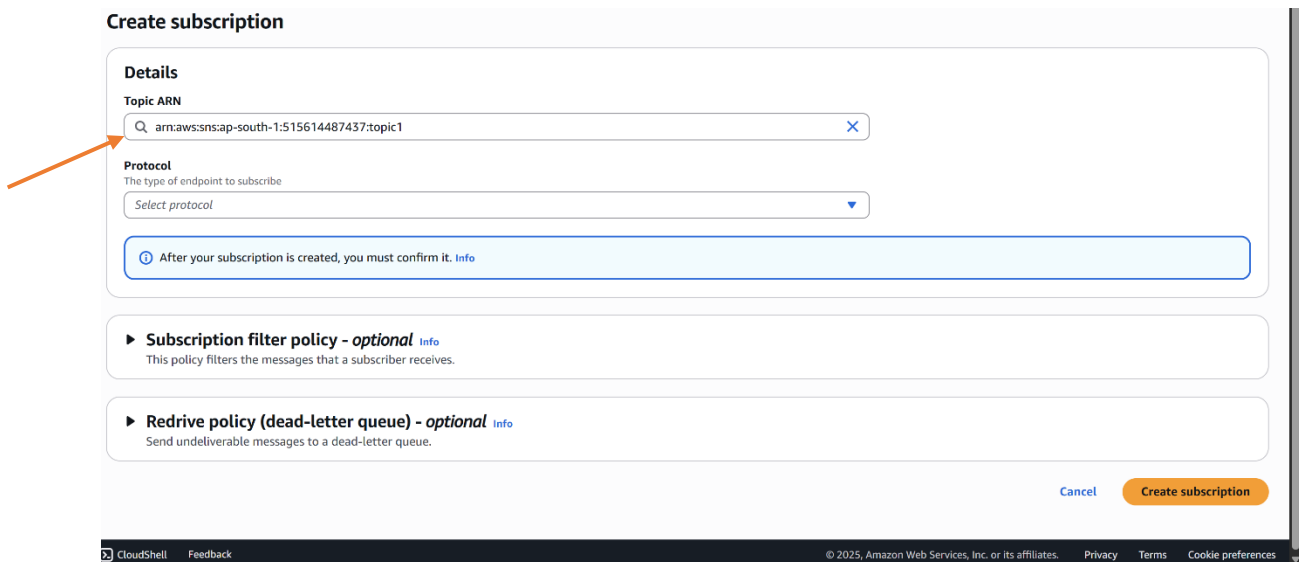 Create subscription
Details
Topic ARN
arn:aws:sns:ap-south-1:515614487437:topic1
Protocol
The type of endpoint to subscribe
Select protocol
After your subscription is created, you must confirm it. Info
Subscription filter policy - optional Info
This policy filters the messages that a subscriber receives.
Redrive policy (dead-letter queue) - optional Info
Send undeliverable messages to a dead-letter queue.
Cancel Create subscription
CloudShell Feedback © 2025, Amazon Web Services, Inc. or its affiliates. Privacy Terms Cookie preferences